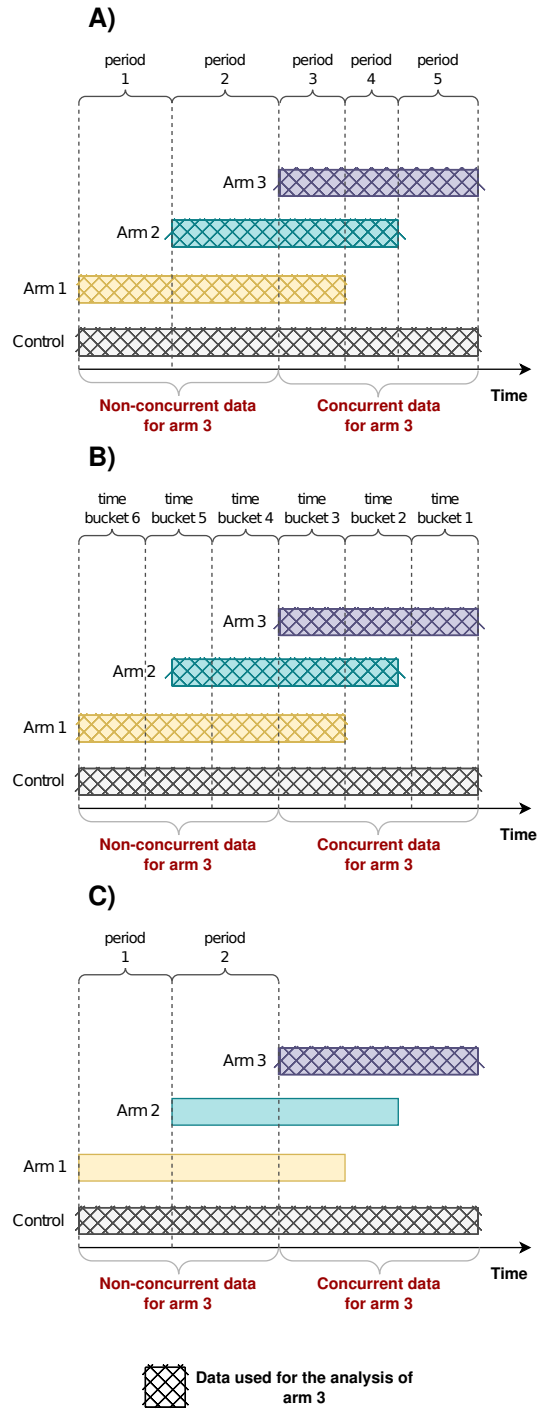 A)
period
1
period
2
period
3
period
4
period
5
Arm 3
Arm 2
Arm 1
Control
Time
Non-concurrent data
for arm 3
Concurrent data
for arm 3
B)
time
bucket 6
time
bucket 5
time
bucket 4
time
bucket 3
time
bucket 2
time
bucket 1
Arm 3
Arm 2
Arm 1
Control
Time
Non-concurrent data
for arm 3
Concurrent data
for arm 3
C)
period
1
period
2
Arm 3
Arm 2
Arm 1
Control
Time
Non-concurrent data
for arm 3
Concurrent data
for arm 3
Data used for the analysis of
arm 3